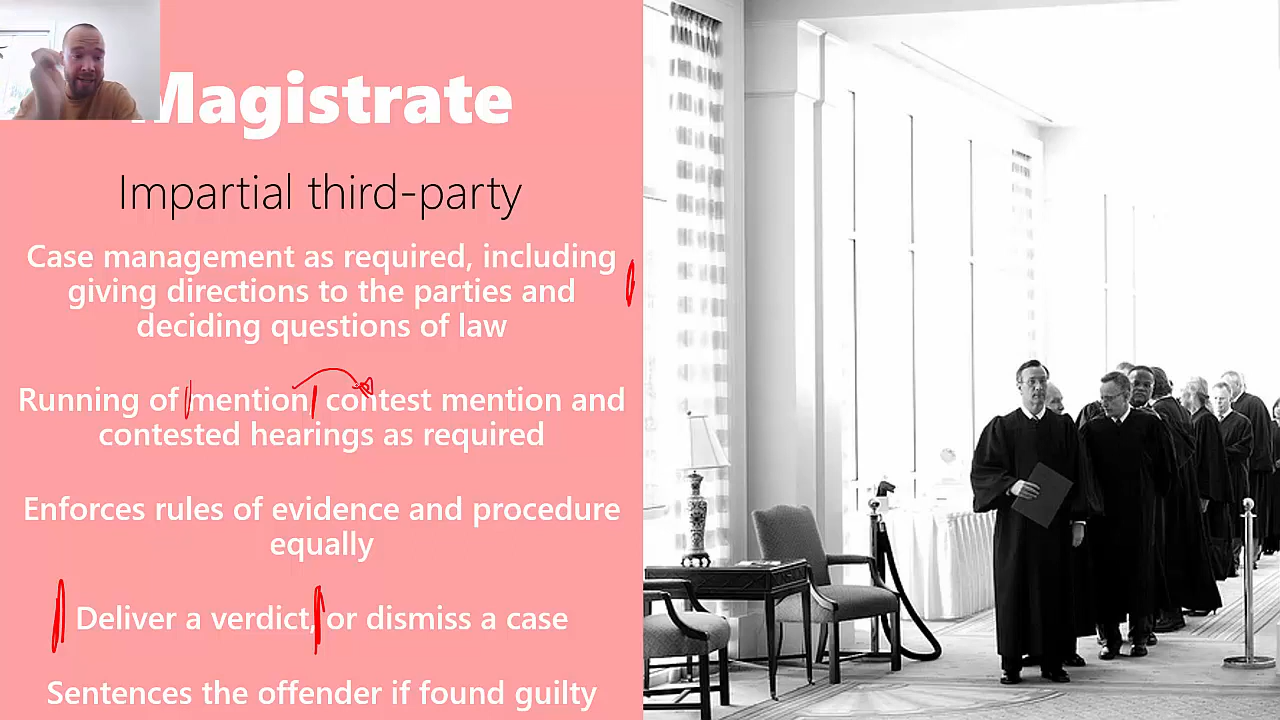 Magistrate
Impartial third-party
Case management as required, including
giving directions to the parties and
deciding questions of law
Running of mention, contest mention and
contested hearings as required
Enforces rules of evidence and procedure
equally
Deliver a verdict, or dismiss a case
Sentences the offender if found guilty